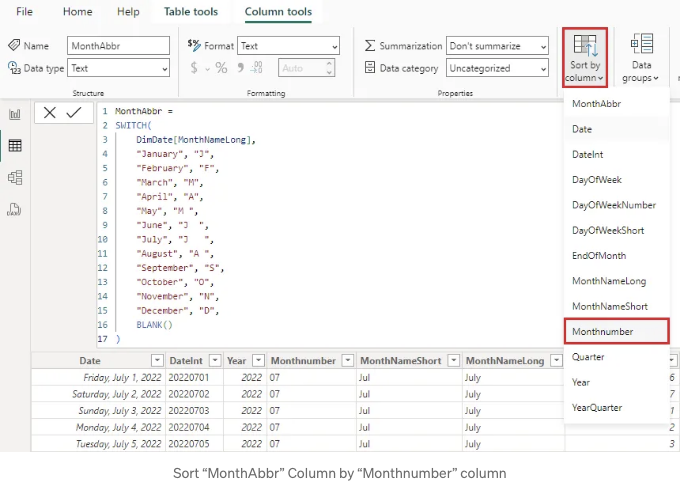 File Home Help Table tools Column tools
Name MonthAbbr Format Text Summarization Don't summarize
Data type Text $ % Auto Data category Uncategorized
Sort by column
Data groups
Structure Formatting Properties
MonthAbbr
Date
DateInt
DayOfWeek
DayOfWeekNumber
DayOfWeekShort
EndOfMonth
MonthNameLong
MonthNameShort
Monthnumber
Quarter
Year
YearQuarter
1 MonthAbbr =
2 SWITCH(
3 DimDate[MonthNameLong],
4 "January", "J",
5 "February", "F",
6 "March", "M",
7 "April", "A",
8 "May", "M ",
9 "June", "J  ",
10 "July", "J   ",
11 "August", "A ",
12 "September", "S",
13 "October", "O",
14 "November", "N",
15 "December", "D",
16 BLANK()
17 )
Date DateInt Year Monthnumber MonthNameShort MonthNameLong
Friday, July 1, 2022 20220701 2022 07 Jul July 6
Saturday, July 2, 2022 20220702 2022 07 Jul July 7
Sunday, July 3, 2022 20220703 2022 07 Jul July 1
Monday, July 4, 2022 20220704 2022 07 Jul July 2
Tuesday, July 5, 2022 20220705 2022 07 Jul July 3
Sort “MonthAbbr” Column by “Monthnumber” column